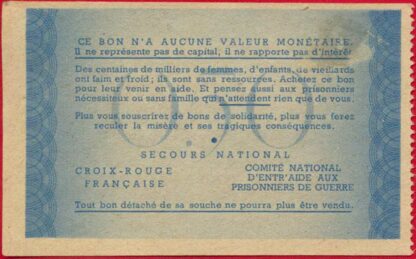 CE BON N'A AUCUNE VALEUR MONÉTAIRE.
Il ne représente pas de capital, il ne rapporte pas d'intérêt
Des centaines de milliers de femmes, d'enfants, de vieillards
ont faim et froid ; ils sont sans ressources. Achetez ce bon
pour leur venir en aide. Et pensez aussi aux prisonniers
nécessiteux ou sans famille qui n'attendent rien que de vous.
Plus vous souscrirez de bons de solidarité, plus vous ferez
reculer la misère et ses tragiques conséquences.
SECOURS NATIONAL
CROIX-ROUGE
FRANÇAISE
COMITÉ NATIONAL
D'ENTR'AIDE AUX
PRISONNIERS DE GUERRE
Tout bon détaché de sa souche ne pourra plus être vendu.